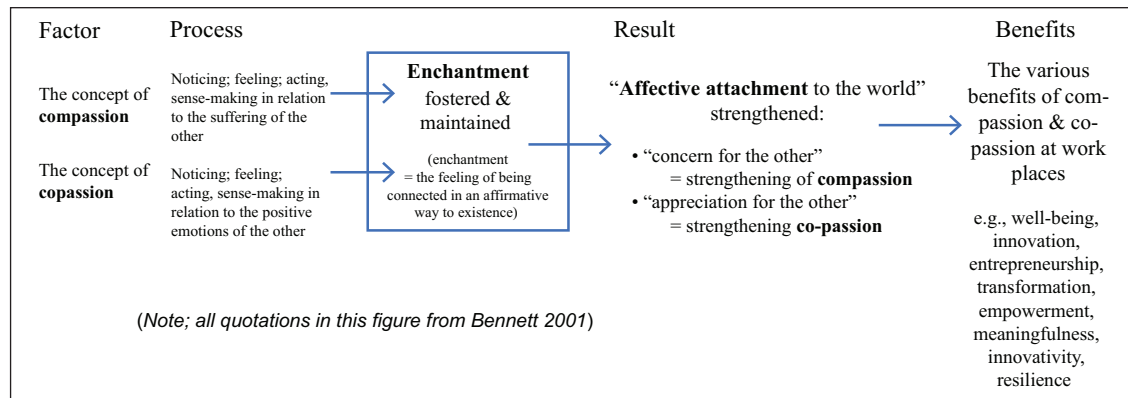 Factor
Process
Result
Benefits
The concept of
compassion
Noticing; feeling; acting,
sense-making in relation
to the suffering of the
other
The concept of
copassion
Noticing; feeling;
acting, sense-making in
relation to the positive
emotions of the other
Enchantment
fostered &
maintained
(enchantment
= the feeling of being
connected in an affirmative
way to existence)
“Affective attachment to the world”
strengthened:
• “concern for the other”
= strengthening of compassion
• “appreciation for the other”
= strengthening co-passion
The various
benefits of com-
passion & co-
passion at work
places
e.g., well-being,
innovation,
entrepreneurship,
transformation,
empowerment,
meaningfulness,
innovativity,
resilience
(Note; all quotations in this figure from Bennett 2001)